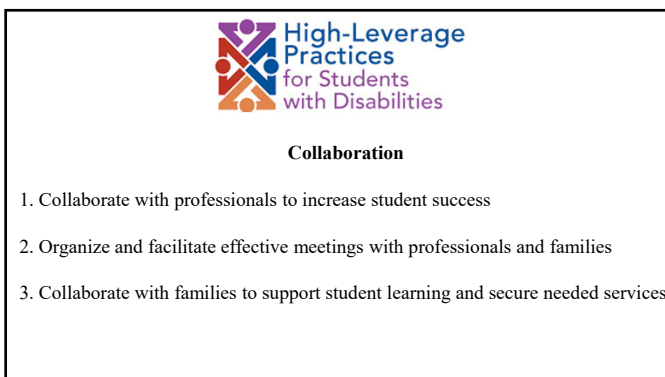 High-Leverage
Practices
for Students
with Disabilities
Collaboration
1. Collaborate with professionals to increase student success
2. Organize and facilitate effective meetings with professionals and families
3. Collaborate with families to support student learning and secure needed services